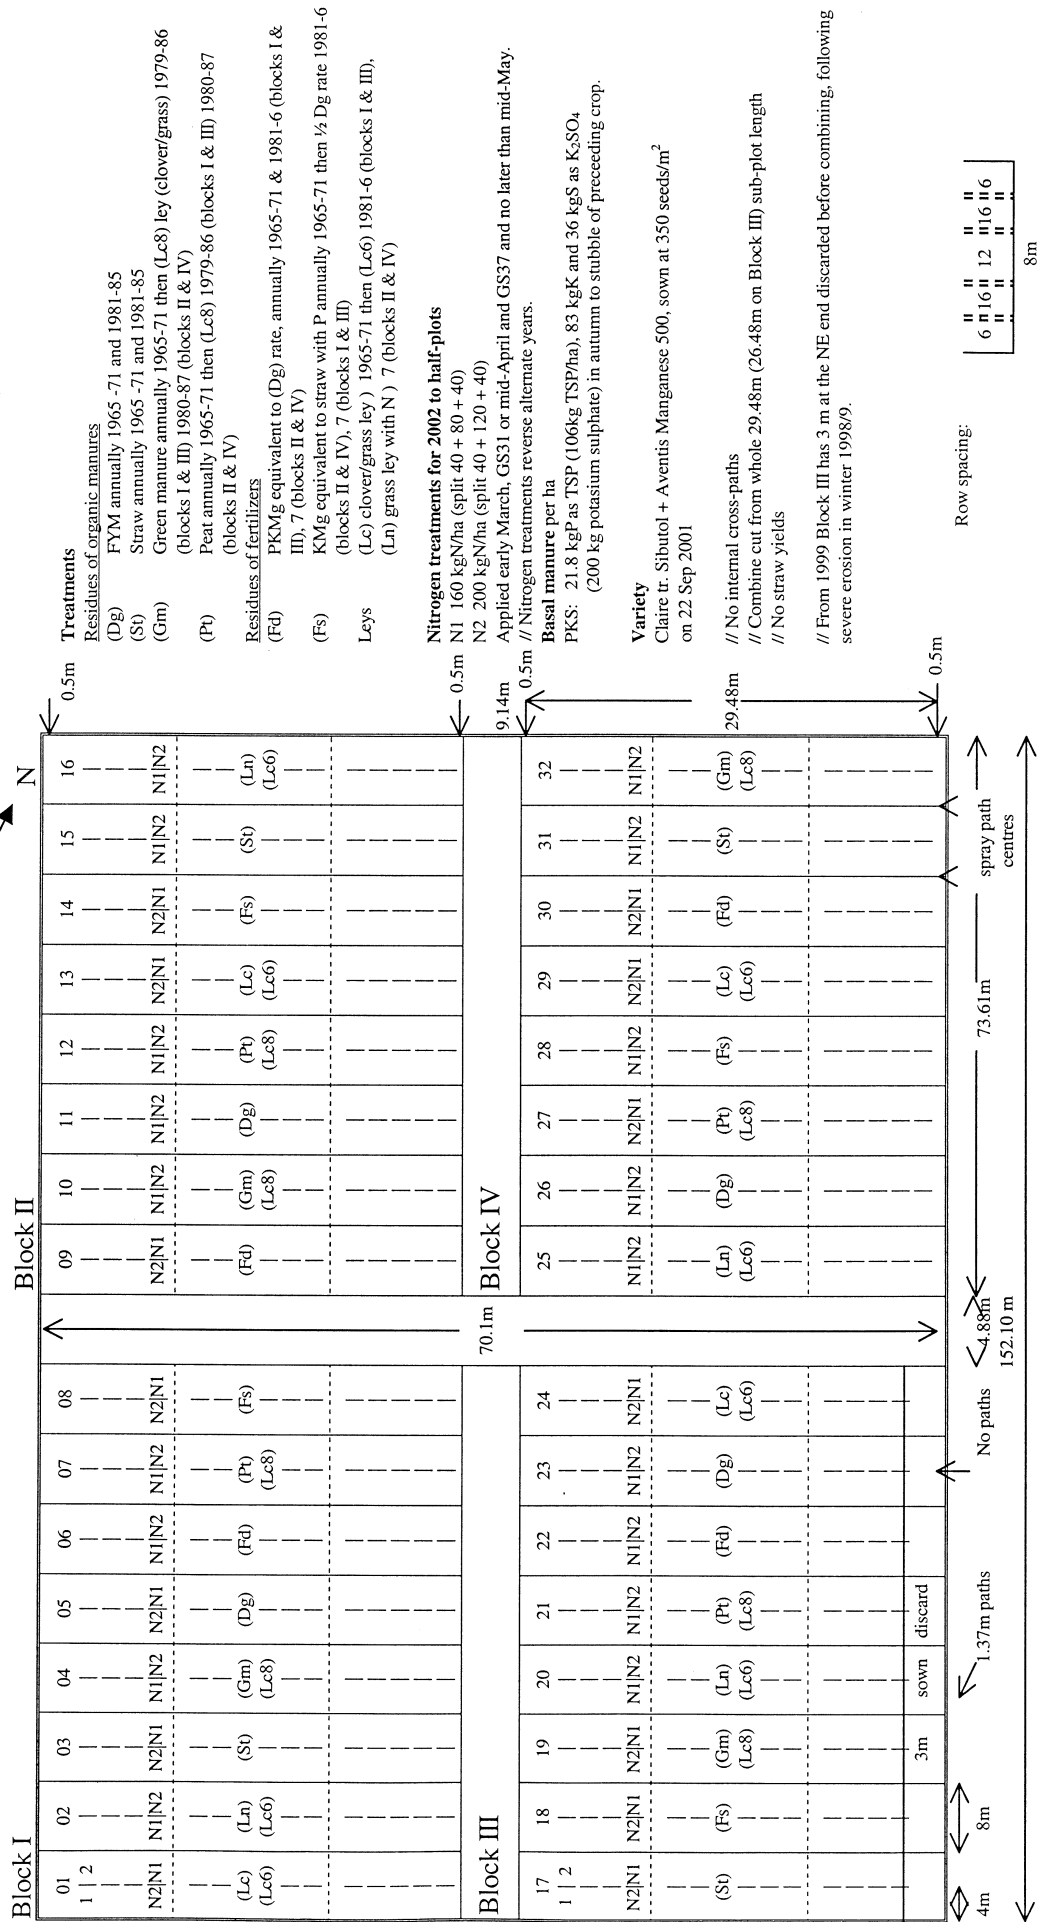 Block I
Block II
N
01 02 03 04 05 06 07 08
1 | 2
N2|N1 N1|N2 N2|N1 N1|N2 N2|N1 N1|N2 N1|N2 N2|N1
(Lc) (Ln) (St) (Gm) (Dg) (Fd) (Pt) (Fs)
(Lc6) (Lc6) (Lc8) (Lc8)
09 10 11 12 13 14 15 16
N2|N1 N1|N2 N1|N2 N1|N2 N2|N1 N2|N1 N1|N2 N1|N2
(Fd) (Gm) (Dg) (Pt) (Lc) (Fs) (St) (Ln)
(Lc8) (Lc8) (Lc6) (Lc6)
0.5m
0.5m
70.1m
9.14m
Block III
Block IV
0.5m
17 18 19 20 21 22 23 24
1 | 2
N2|N1 N2|N1 N2|N1 N1|N2 N1|N2 N1|N2 N1|N2 N2|N1
(St) (Fs) (Gm) (Ln) (Pt) (Fd) (Dg) (Lc)
(Lc8) (Lc6) (Lc8) (Lc6)
3m sown discard
25 26 27 28 29 30 31 32
N1|N2 N1|N2 N2|N1 N1|N2 N2|N1 N2|N1 N1|N2 N1|N2
(Ln) (Dg) (Pt) (Fs) (Lc) (Fd) (St) (Gm)
(Lc6) (Lc8) (Lc6) (Lc8)
29.48m
0.5m
4m 8m 1.37m paths No paths 4.88m 73.61m spray path
centres
152.10 m
Treatments
Residues of organic manures
(Dg) FYM annually 1965 -71 and 1981-85
(St) Straw annually 1965 -71 and 1981-85
(Gm) Green manure annually 1965-71 then (Lc8) ley (clover/grass) 1979-86
(blocks I & III) 1980-87 (blocks II & IV)
(Pt) Peat annually 1965-71 then (Lc8) 1979-86 (blocks I & III) 1980-87
(blocks II & IV)
Residues of fertilizers
(Fd) PKMg equivalent to (Dg) rate, annually 1965-71 & 1981-6 (blocks I &
III), 7 (blocks II & IV)
(Fs) KMg equivalent to straw with P annually 1965-71 then ½ Dg rate 1981-6
(blocks II & IV), 7 (blocks I & III)
Leys (Lc) clover/grass ley ) 1965-71 then (Lc6) 1981-6 (blocks I & III),
(Ln) grass ley with N ) 7 (blocks II & IV)
Nitrogen treatments for 2002 to half-plots
N1 160 kgN/ha (split 40 + 80 + 40)
N2 200 kgN/ha (split 40 + 120 + 40)
Applied early March, GS31 or mid-April and GS37 and no later than mid-May.
// Nitrogen treatments reverse alternate years.
Basal manure per ha
PKS: 21.8 kgP as TSP (106kg TSP/ha), 83 kgK and 36 kgS as K₂SO₄
(200 kg potasium sulphate) in autumn to stubble of preceeding crop.
Variety
Claire tr. Sibutol + Aventis Manganese 500, sown at 350 seeds/m²
on 22 Sep 2001
// No internal cross-paths
// Combine cut from whole 29.48m (26.48m on Block III) sub-plot length
// No straw yields
// From 1999 Block III has 3 m at the NE end discarded before combining, following
severe erosion in winter 1998/9.
Row spacing:
6 16 12 16 6
8m